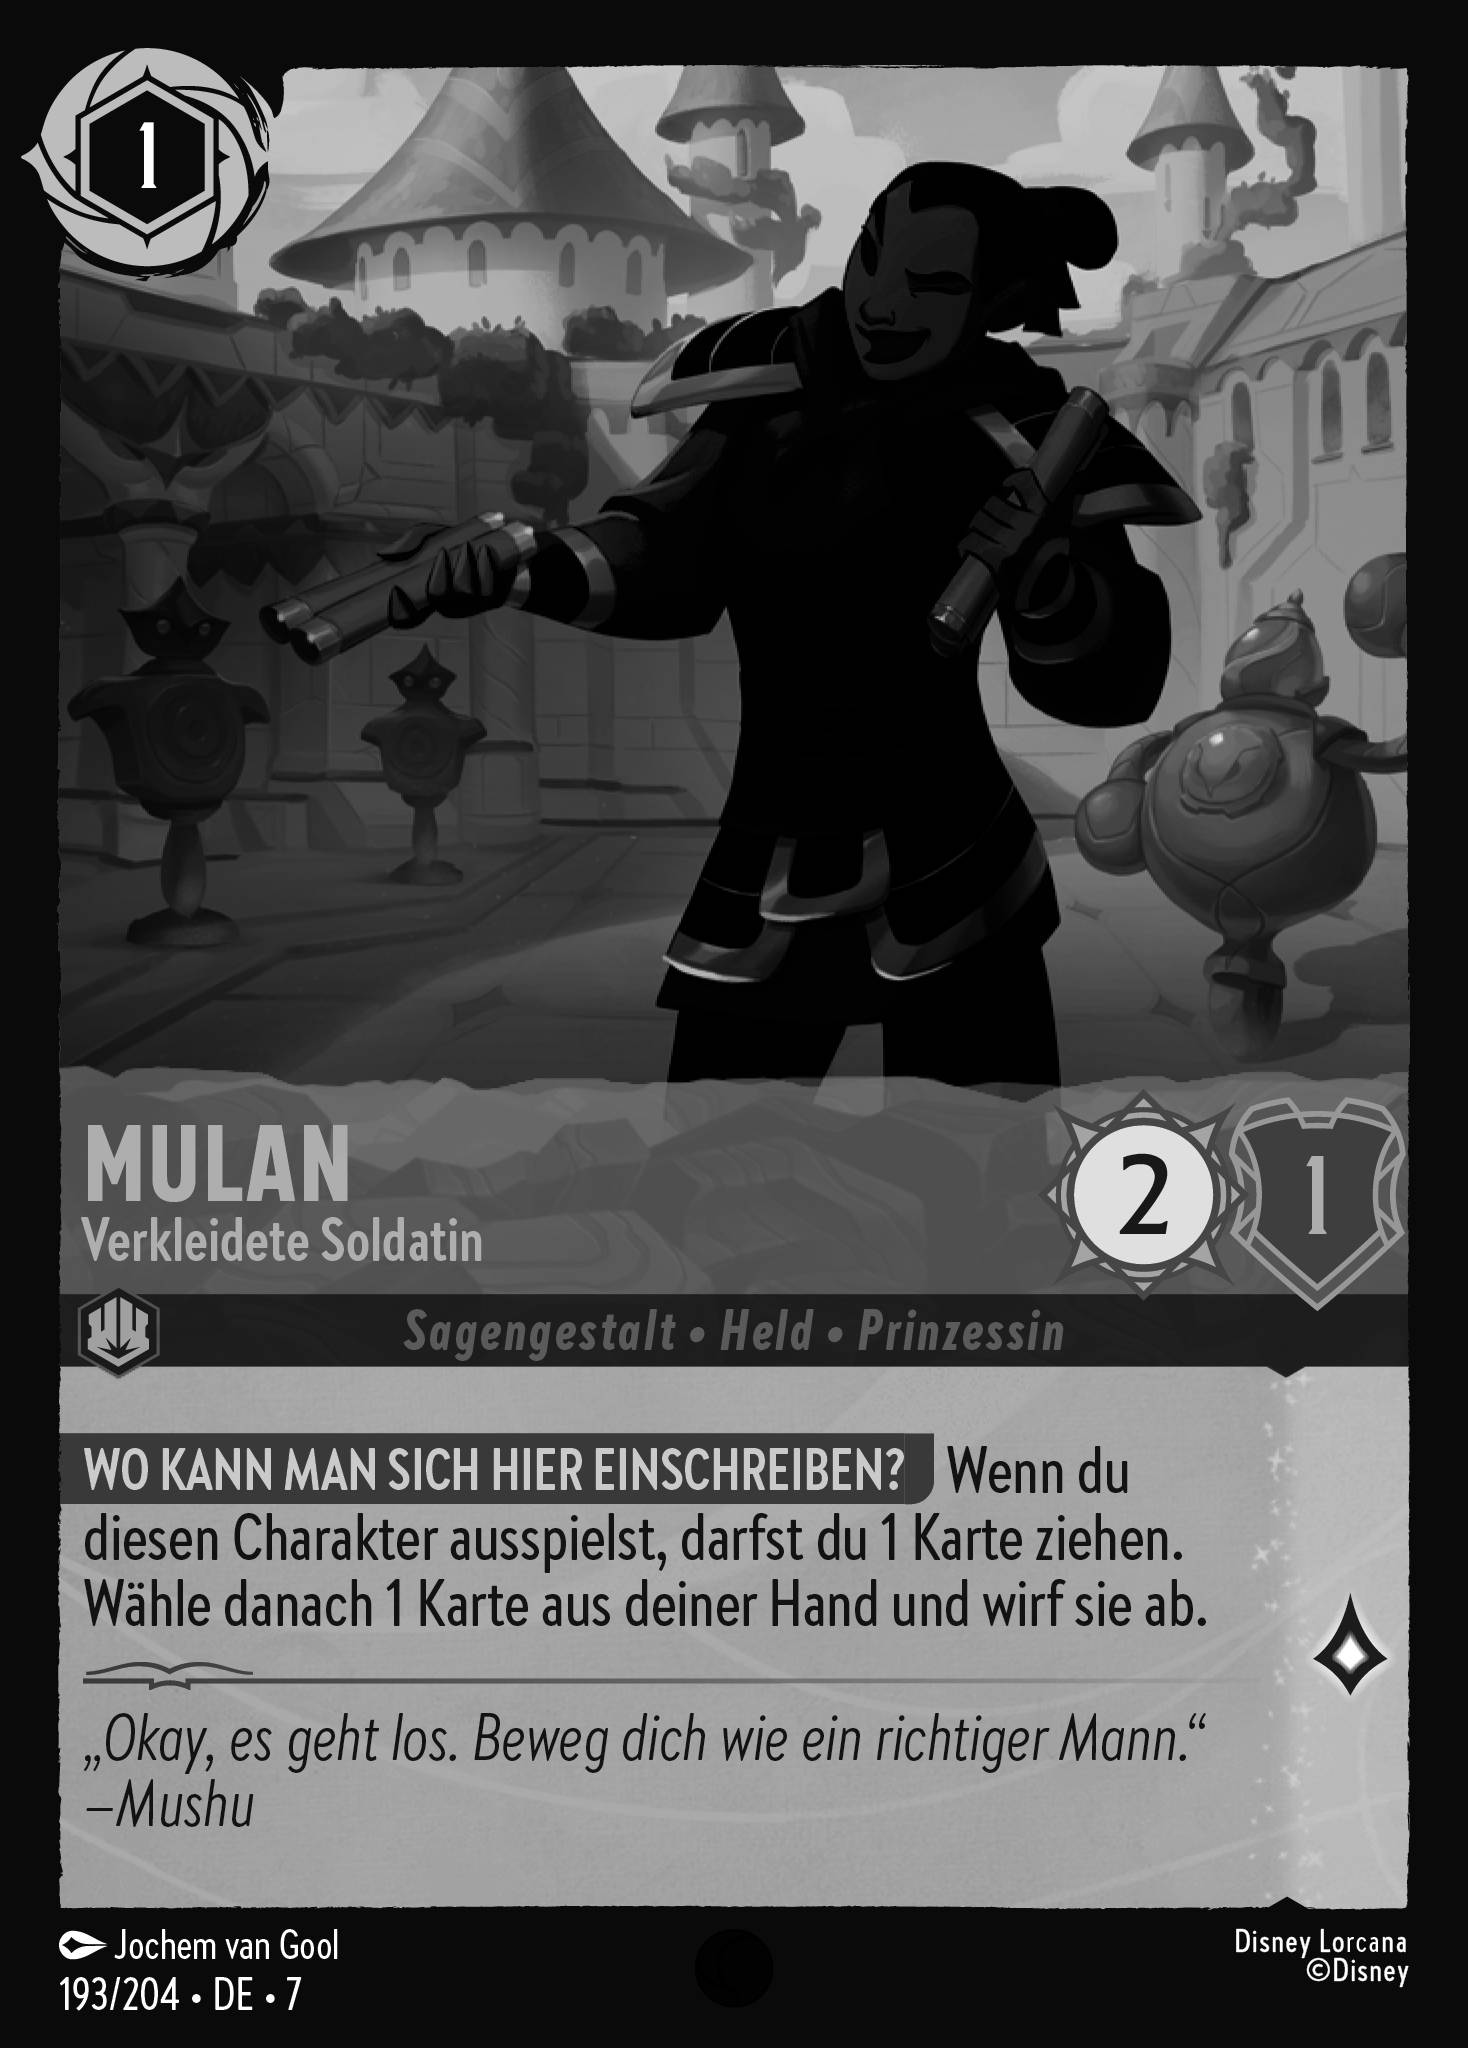 1
MULAN
Verkleidete Soldatin
2
1
Sagengestalt • Held • Prinzessin
WO KANN MAN SICH HIER EINSCHREIBEN? Wenn du
diesen Charakter ausspielst, darfst du 1 Karte ziehen.
Wähle danach 1 Karte aus deiner Hand und wirf sie ab.
„Okay, es geht los. Beweg dich wie ein richtiger Mann.“
–Mushu
Jochem van Gool
193/204 • DE • 7
Disney Lorcana
©Disney